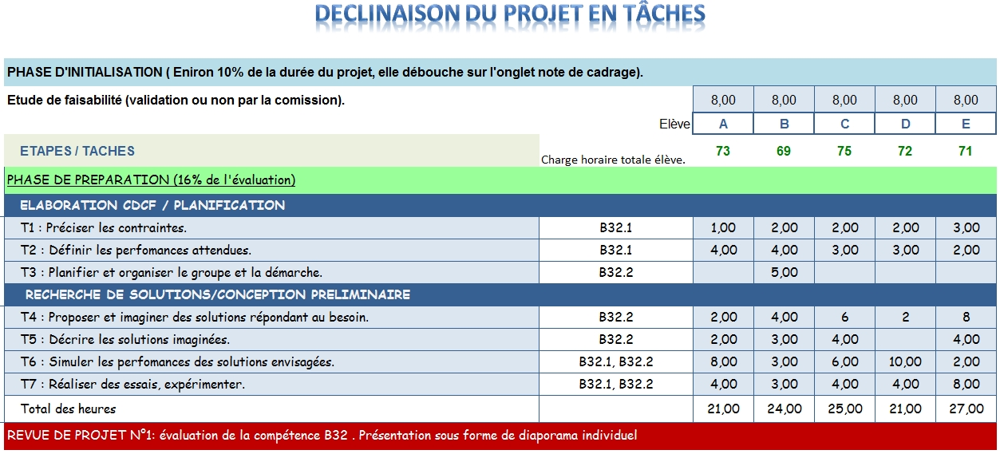 DECLINAISON DU PROJET EN TÂCHES
PHASE D'INITIALISATION ( Eniron 10% de la durée du projet, elle débouche sur l'onglet note de cadrage).
Etude de faisabilité (validation ou non par la comission). 8,00 8,00 8,00 8,00 8,00
Elève A B C D E
ETAPES / TACHES Charge horaire totale élève. 73 69 75 72 71
PHASE DE PREPARATION (16% de l'évaluation)
ELABORATION CDCF / PLANIFICATION
T1 : Préciser les contraintes. B32.1 1,00 2,00 2,00 2,00 3,00
T2 : Définir les perfomances attendues. B32.1 4,00 4,00 3,00 3,00 2,00
T3 : Planifier et organiser le groupe et la démarche. B32.2 5,00
RECHERCHE DE SOLUTIONS/CONCEPTION PRELIMINAIRE
T4 : Proposer et imaginer des solutions répondant au besoin. B32.2 2,00 4,00 6 2 8
T5 : Décrire les solutions imaginées. B32.2 2,00 3,00 4,00 4,00
T6 : Simuler les perfomances des solutions envisagées. B32.1, B32.2 8,00 3,00 6,00 10,00 2,00
T7 : Réaliser des essais, expérimenter. B32.1, B32.2 4,00 3,00 4,00 4,00 8,00
Total des heures 21,00 24,00 25,00 21,00 27,00
REVUE DE PROJET N°1: évaluation de la compétence B32 . Présentation sous forme de diaporama individuel